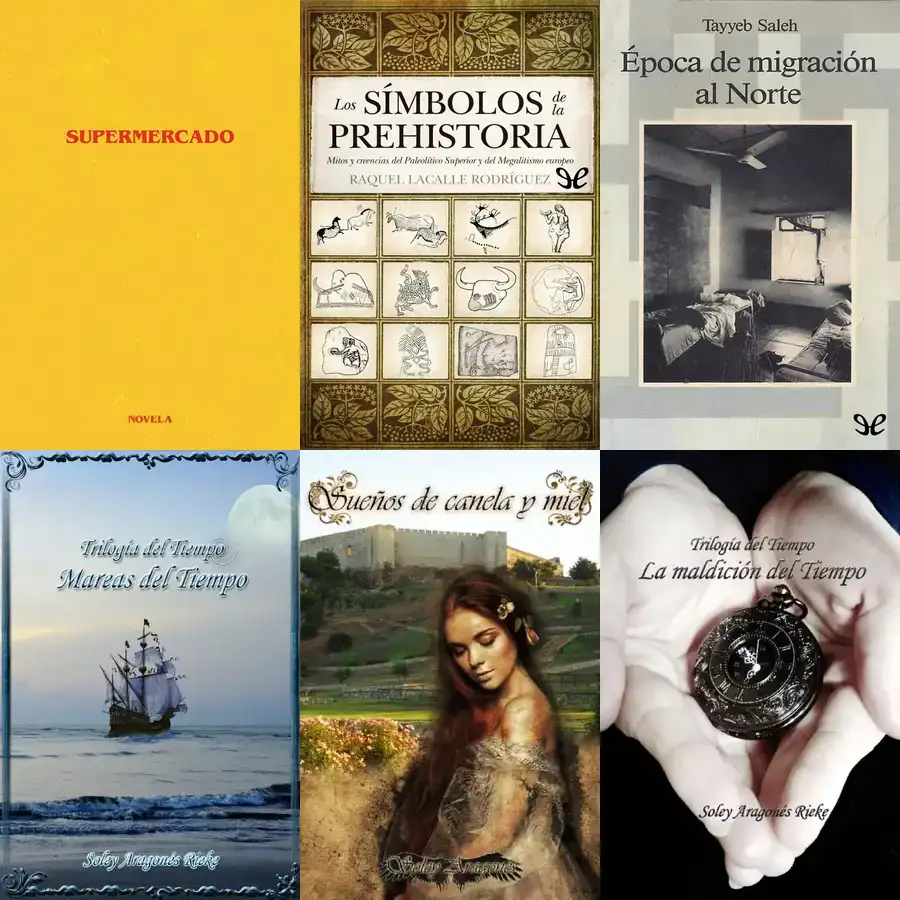 SUPERMERCADO
NOVELA
Los SÍMBOLOS de la
PREHISTORIA
Mitos y creencias del Paleolítico Superior y del Megalitismo europeo
RAQUEL LACALLE RODRÍGUEZ
Tayyeb Saleh
Época de migración
al Norte
Trilogía del Tiempo
Mareas del Tiempo
Soley Aragonés Rieke
Sueños de canela y miel
Soley Aragonés
Trilogía del Tiempo
La maldición del Tiempo
Soley Aragonés Rieke